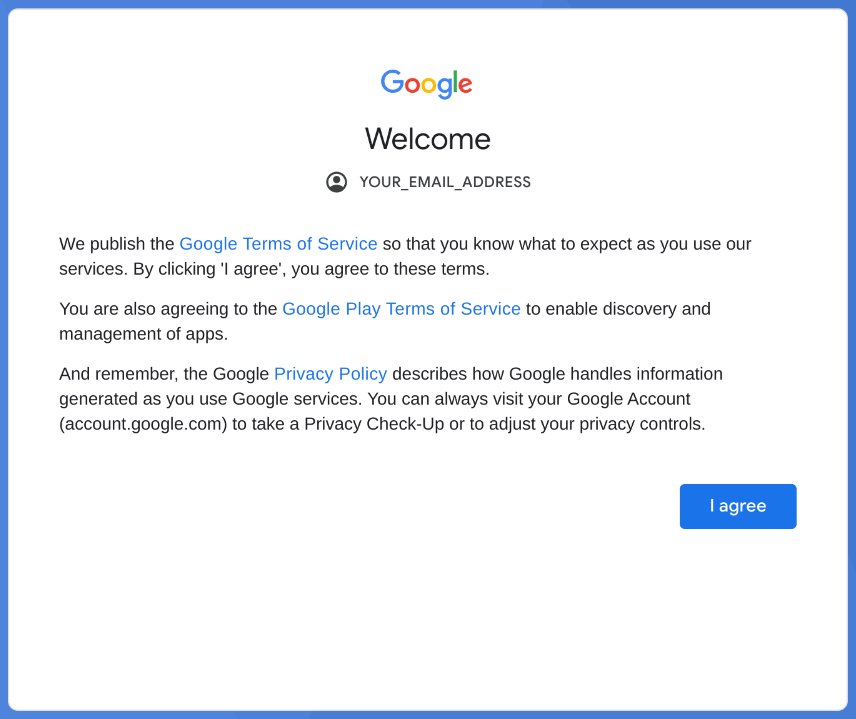 Google
Welcome
YOUR_EMAIL_ADDRESS
We publish the Google Terms of Service so that you know what to expect as you use our
services. By clicking 'I agree', you agree to these terms.
You are also agreeing to the Google Play Terms of Service to enable discovery and
management of apps.
And remember, the Google Privacy Policy describes how Google handles information
generated as you use Google services. You can always visit your Google Account
(account.google.com) to take a Privacy Check-Up or to adjust your privacy controls.
I agree